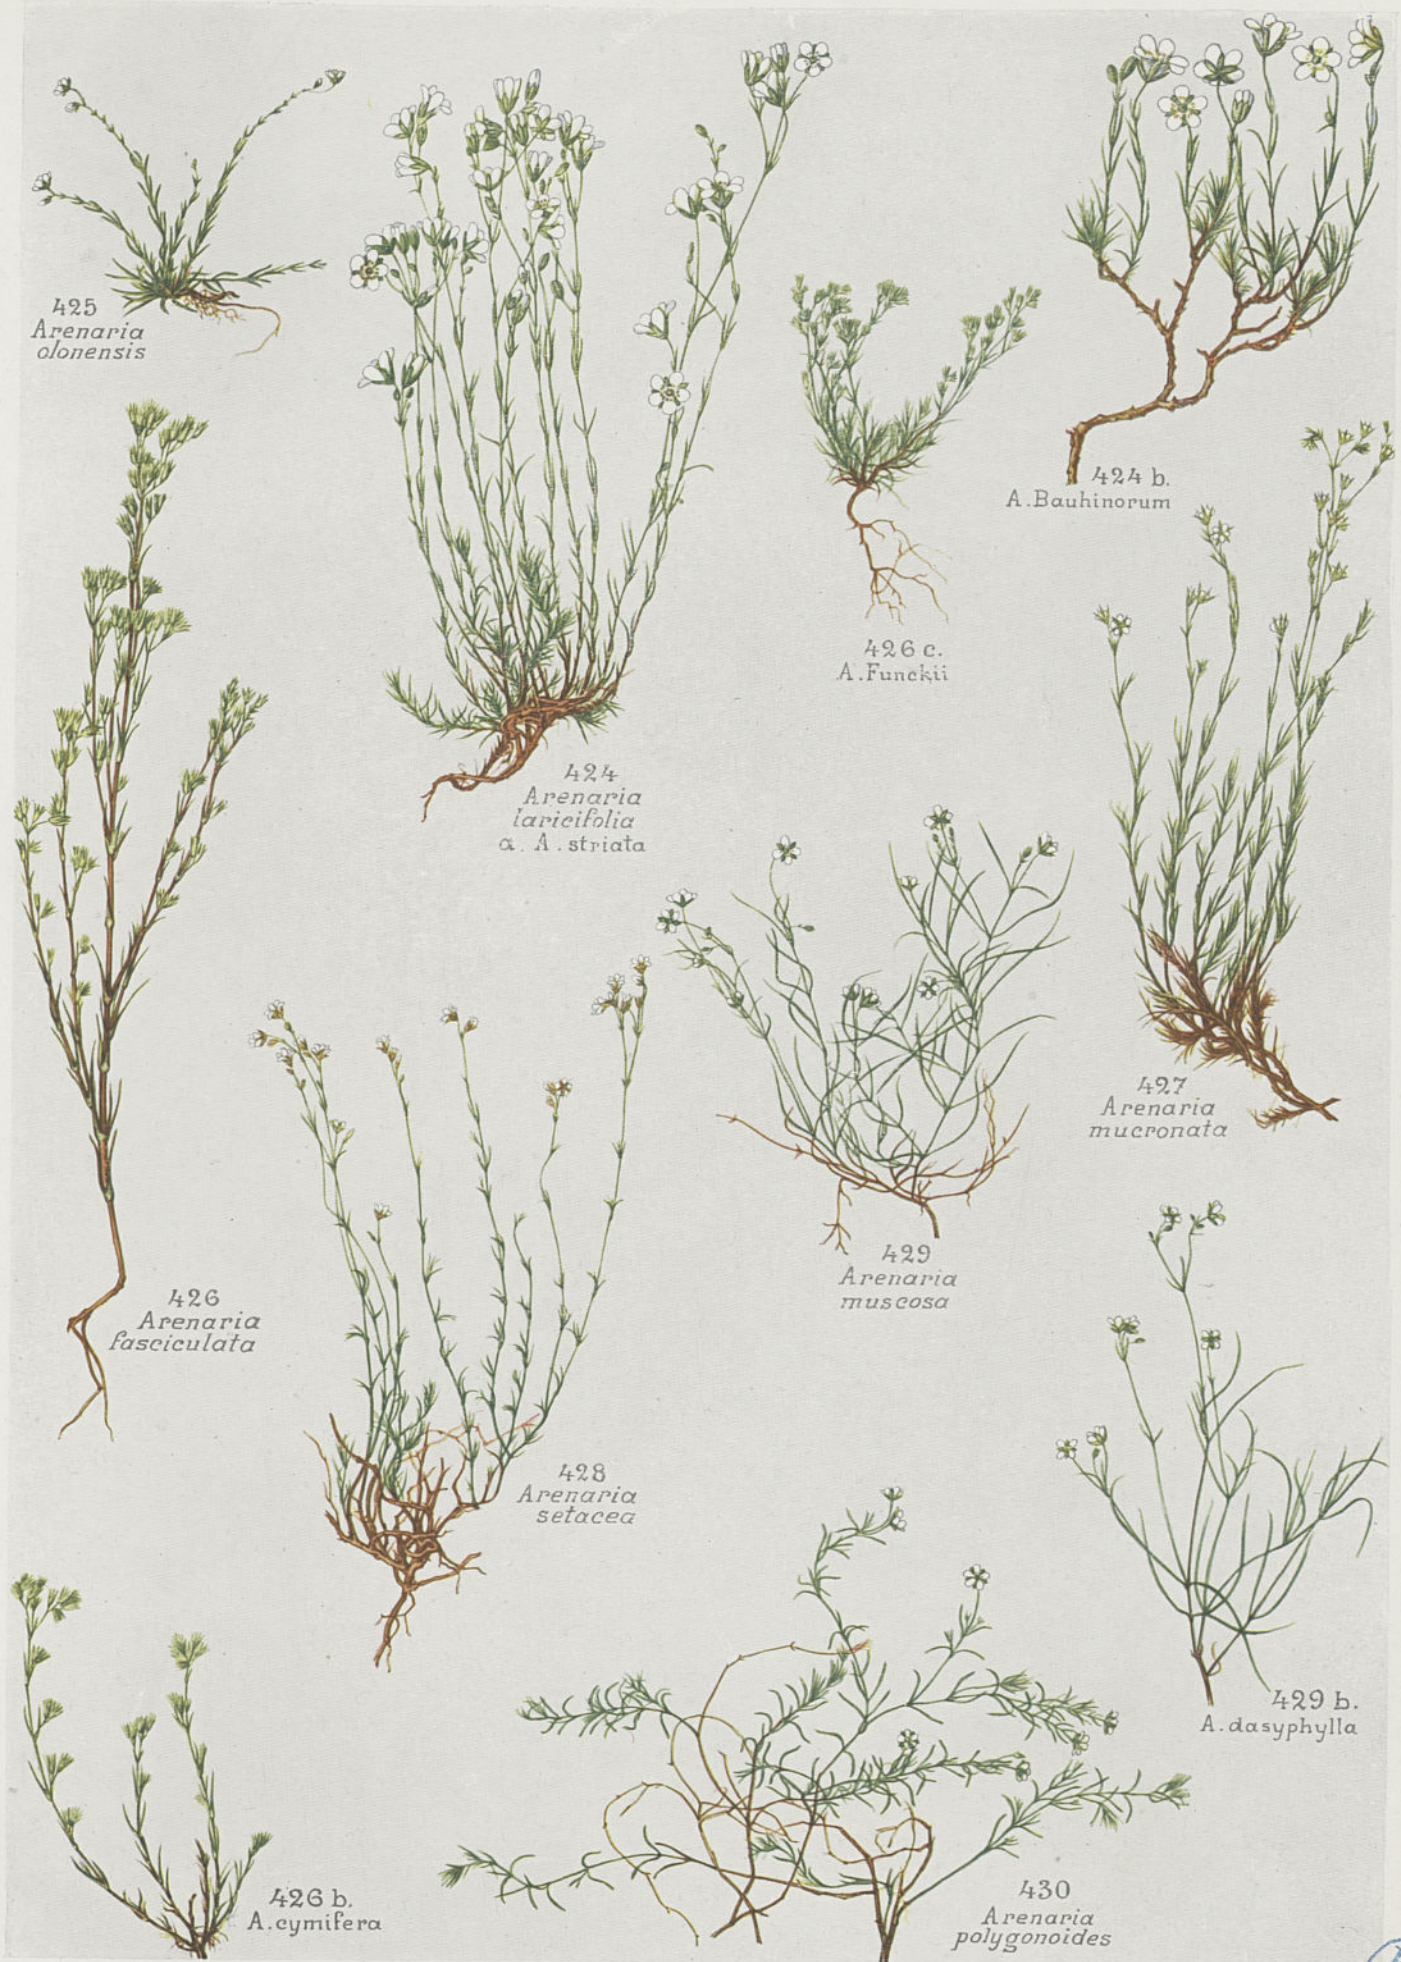 425
Arenaria
olonensis
424 b.
A. Bauhinorum
426 c.
A. Funckii
424
Arenaria
laricifolia
a. A. striata
427
Arenaria
mucronata
429
Arenaria
muscosa
426
Arenaria
fasciculata
428
Arenaria
setacea
429 b.
A. dasyphylla
426 b.
A. cymifera
430
Arenaria
polygonoides